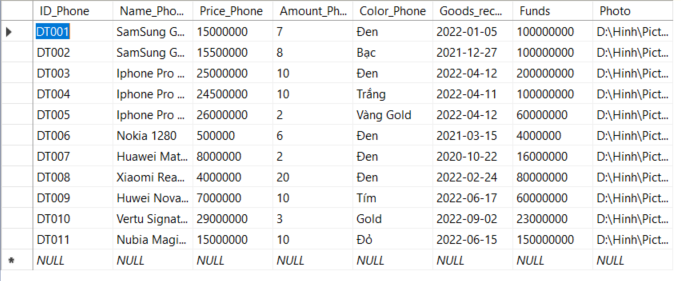 ID_Phone Name_Pho... Price_Phone Amount_Ph... Color_Phone Goods_rec... Funds Photo
DT001 SamSung G... 15000000 7 Đen 2022-01-05 100000000 D:\Hinh\Pict...
DT002 SamSung G... 15500000 8 Bạc 2021-12-27 100000000 D:\Hinh\Pict...
DT003 Iphone Pro ... 25000000 10 Đen 2022-04-12 200000000 D:\Hinh\Pict...
DT004 Iphone Pro ... 24500000 10 Trắng 2022-04-11 100000000 D:\Hinh\Pict...
DT005 Iphone Pro ... 26000000 2 Vàng Gold 2022-04-12 60000000 D:\Hinh\Pict...
DT006 Nokia 1280 500000 6 Đen 2021-03-15 4000000 D:\Hinh\Pict...
DT007 Huawei Mat... 8000000 2 Đen 2020-10-22 16000000 D:\Hinh\Pict...
DT008 Xiaomi Rea... 4000000 20 Đen 2022-02-24 80000000 D:\Hinh\Pict...
DT009 Huwei Nova... 7000000 10 Tím 2022-06-17 60000000 D:\Hinh\Pict...
DT010 Vertu Signat... 29000000 3 Gold 2022-09-02 23000000 D:\Hinh\Pict...
DT011 Nubia Magi... 15000000 10 Đỏ 2022-06-15 150000000 D:\Hinh\Pict...
NULL NULL NULL NULL NULL NULL NULL NULL